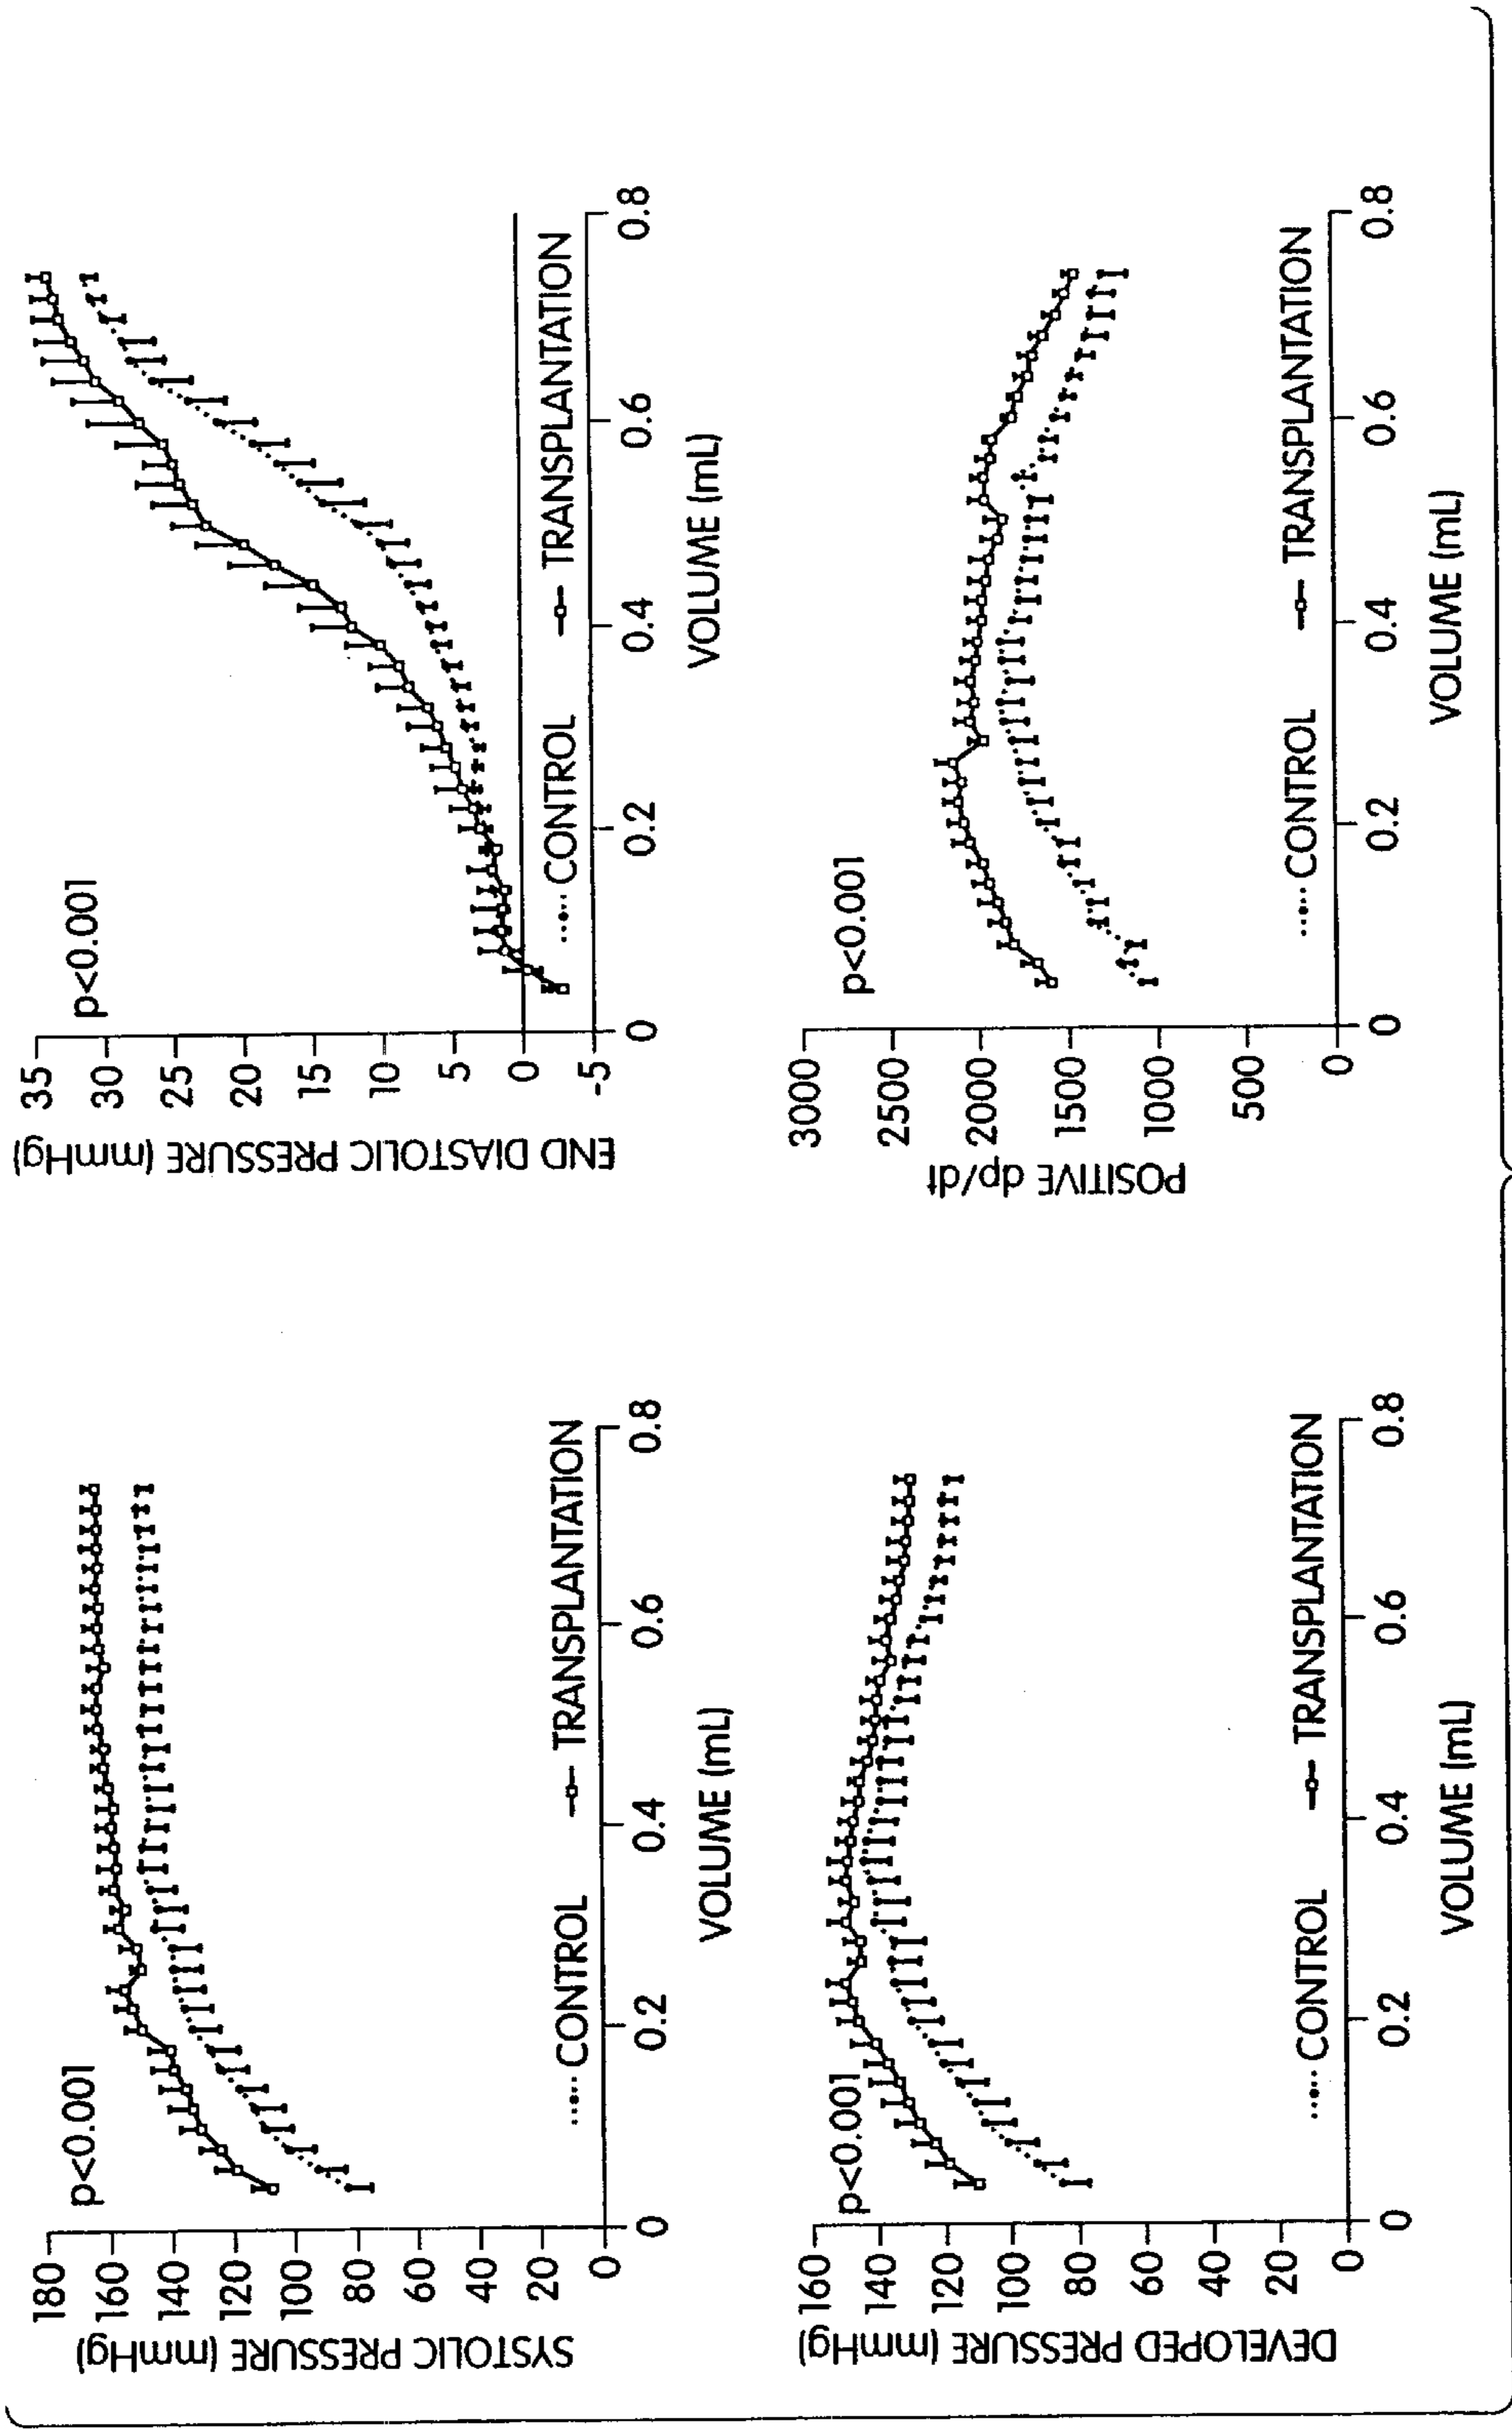 p<0.001
SYSTOLIC PRESSURE (mmHg)
180
160
140
120
100
80
60
40
20
0
CONTROL TRANSPLANTATION
0 0.2 0.4 0.6 0.8
VOLUME (mL)
p<0.001
END DIASTOLIC PRESSURE (mmHg)
35
30
25
20
15
10
5
0
-5
CONTROL TRANSPLANTATION
0 0.2 0.4 0.6 0.8
VOLUME (mL)
p<0.001
DEVELOPED PRESSURE (mmHg)
160
140
120
100
80
60
40
20
0
CONTROL TRANSPLANTATION
0 0.2 0.4 0.6 0.8
VOLUME (mL)
p<0.001
POSITIVE dp/dt
3000
2500
2000
1500
1000
500
0
CONTROL TRANSPLANTATION
0 0.2 0.4 0.6 0.8
VOLUME (mL)